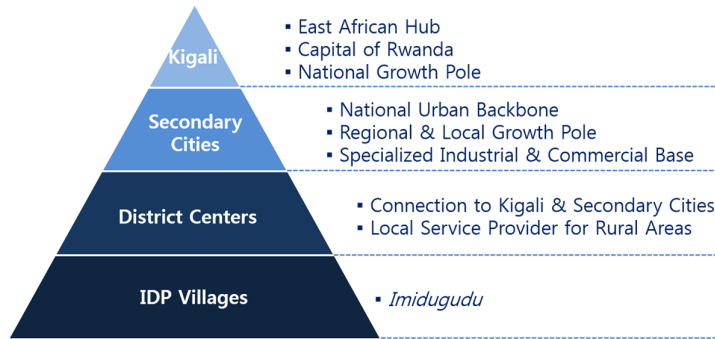 Kigali
▪ East African Hub
▪ Capital of Rwanda
▪ National Growth Pole
Secondary
Cities
▪ National Urban Backbone
▪ Regional & Local Growth Pole
▪ Specialized Industrial & Commercial Base
District Centers
▪ Connection to Kigali & Secondary Cities
▪ Local Service Provider for Rural Areas
IDP Villages
▪ Imidugudu